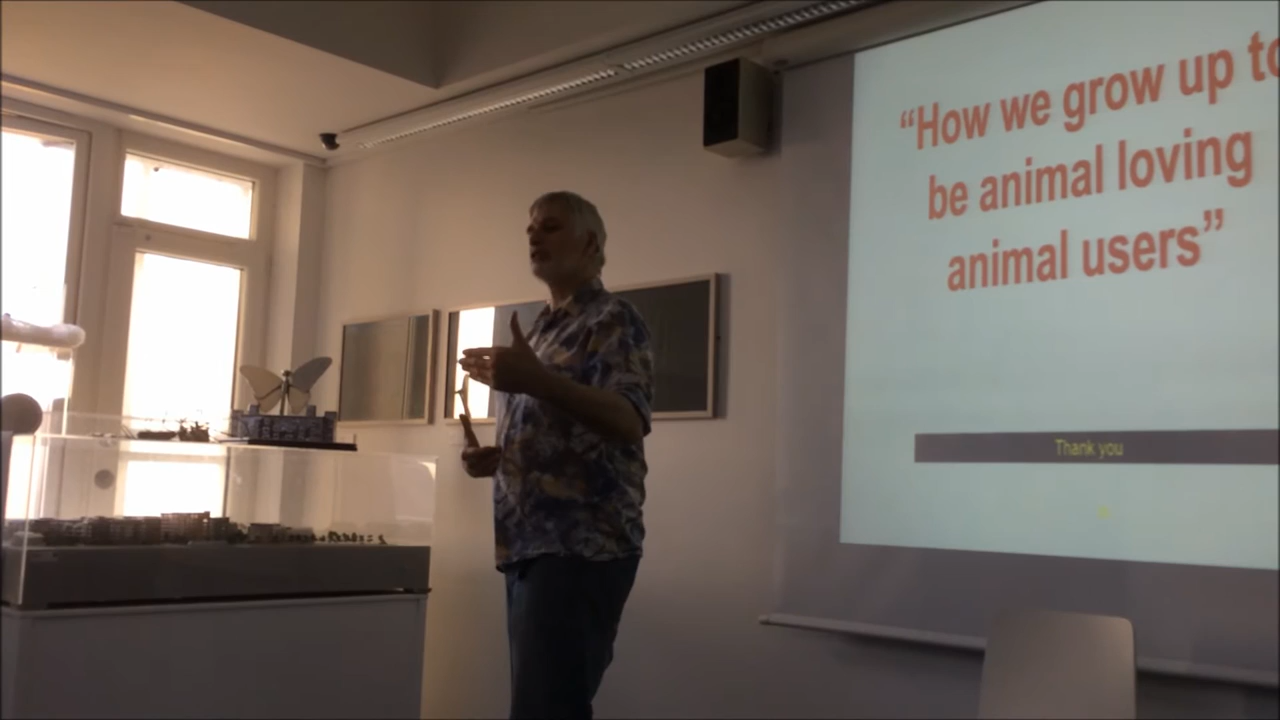 “How we grow up to
be animal loving
animal users”
Thank you